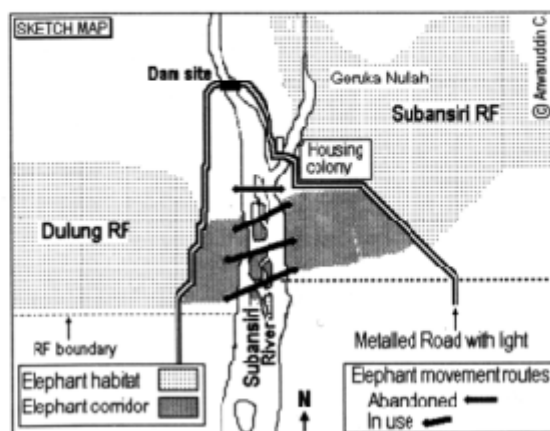 SKETCH MAP
© Anwaruddin C.
Dam site
Geruka Nullah
Subansiri RF
Housing
colony
Dulung RF
Subansiri
River
RF boundary
Metalled Road with light
N
Elephant habitat
Elephant corridor
Elephant movement routes
Abandoned
In use